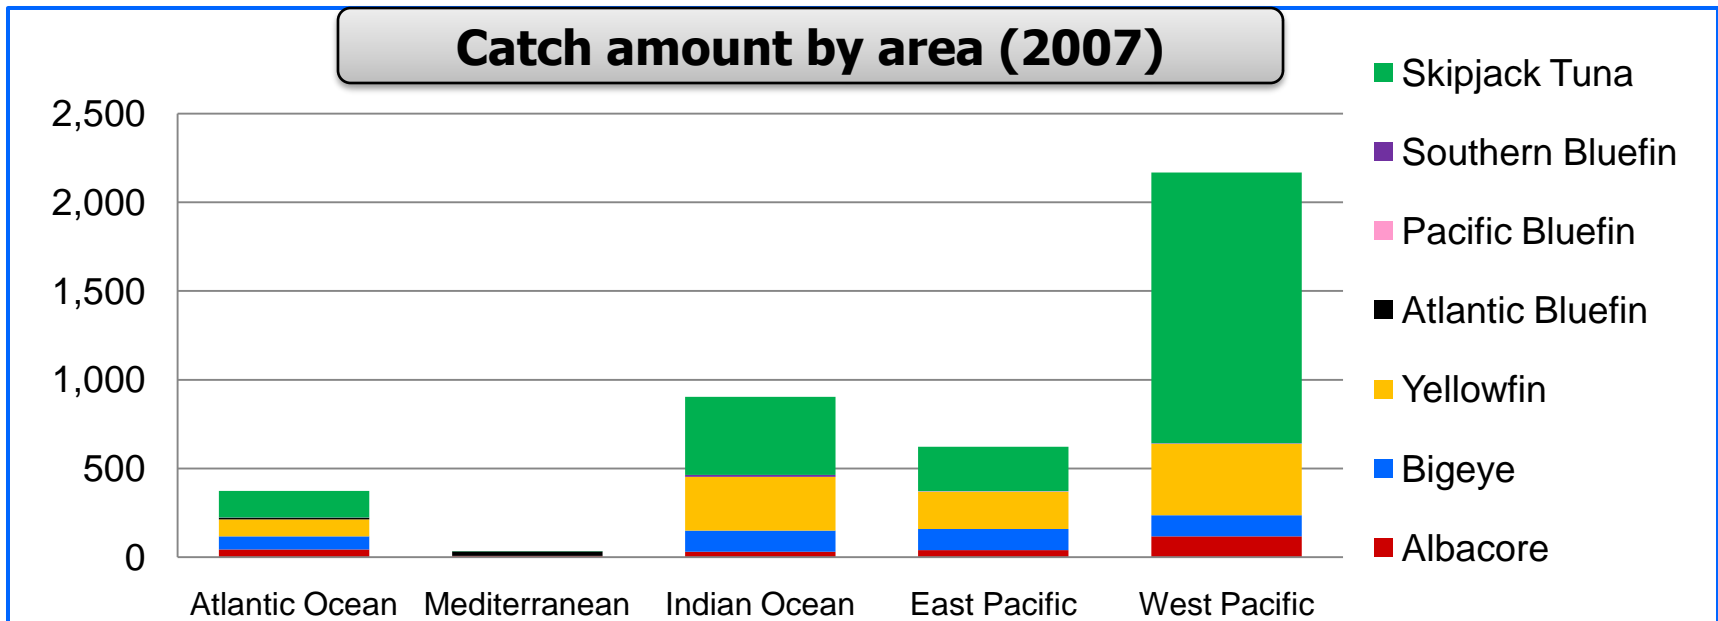 Catch amount by area (2007)
2,500
2,000
1,500
1,000
500
0
Atlantic Ocean
Mediterranean
Indian Ocean
East Pacific
West Pacific
Skipjack Tuna
Southern Bluefin
Pacific Bluefin
Atlantic Bluefin
Yellowfin
Bigeye
Albacore